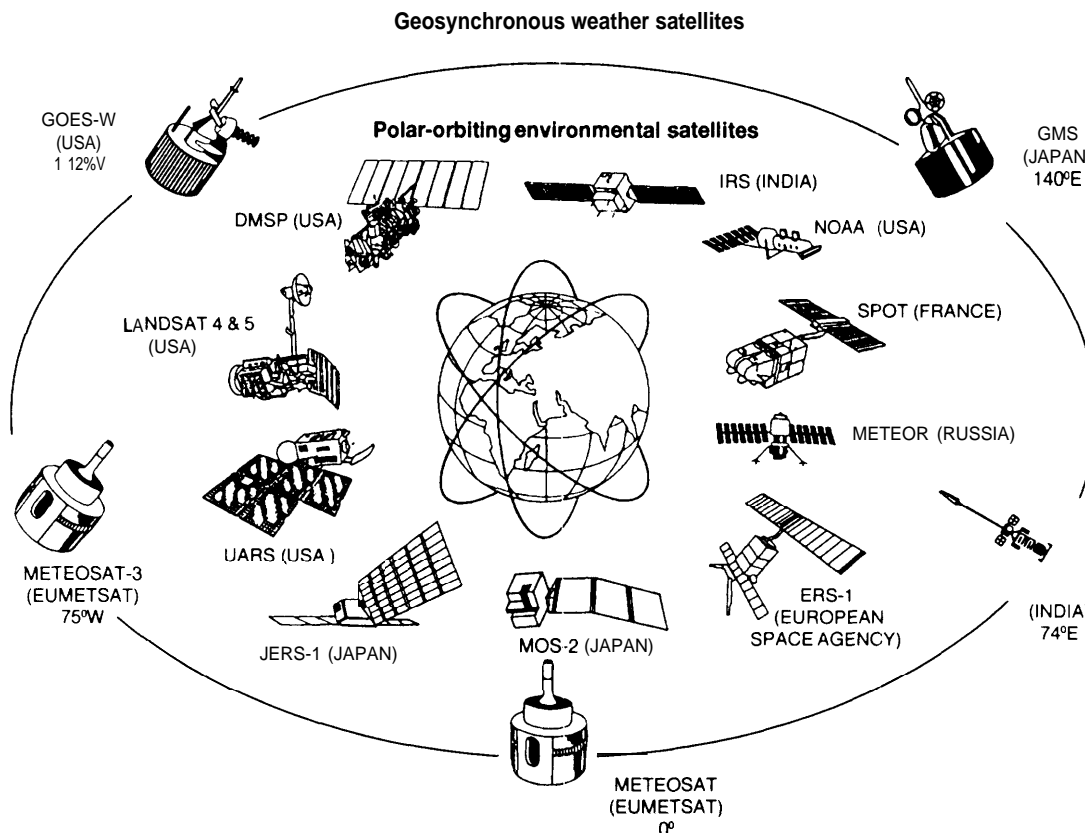 Geosynchronous weather satellites
GOES-W
(USA)
1 12%V
GMS
(JAPAN
140ºE
Polar-orbiting environmental satellites
DMSP (USA)
IRS (INDIA)
NOAA (USA)
LANDSAT 4 & 5
(USA)
SPOT (FRANCE)
METEOR (RUSSIA)
UARS (USA )
METEOSAT-3
(EUMETSAT)
75ºW
JERS-1 (JAPAN)
MOS-2 (JAPAN)
ERS-1
(EUROPEAN
SPACE AGENCY)
(INDIA
74ºE
METEOSAT
(EUMETSAT)
0º